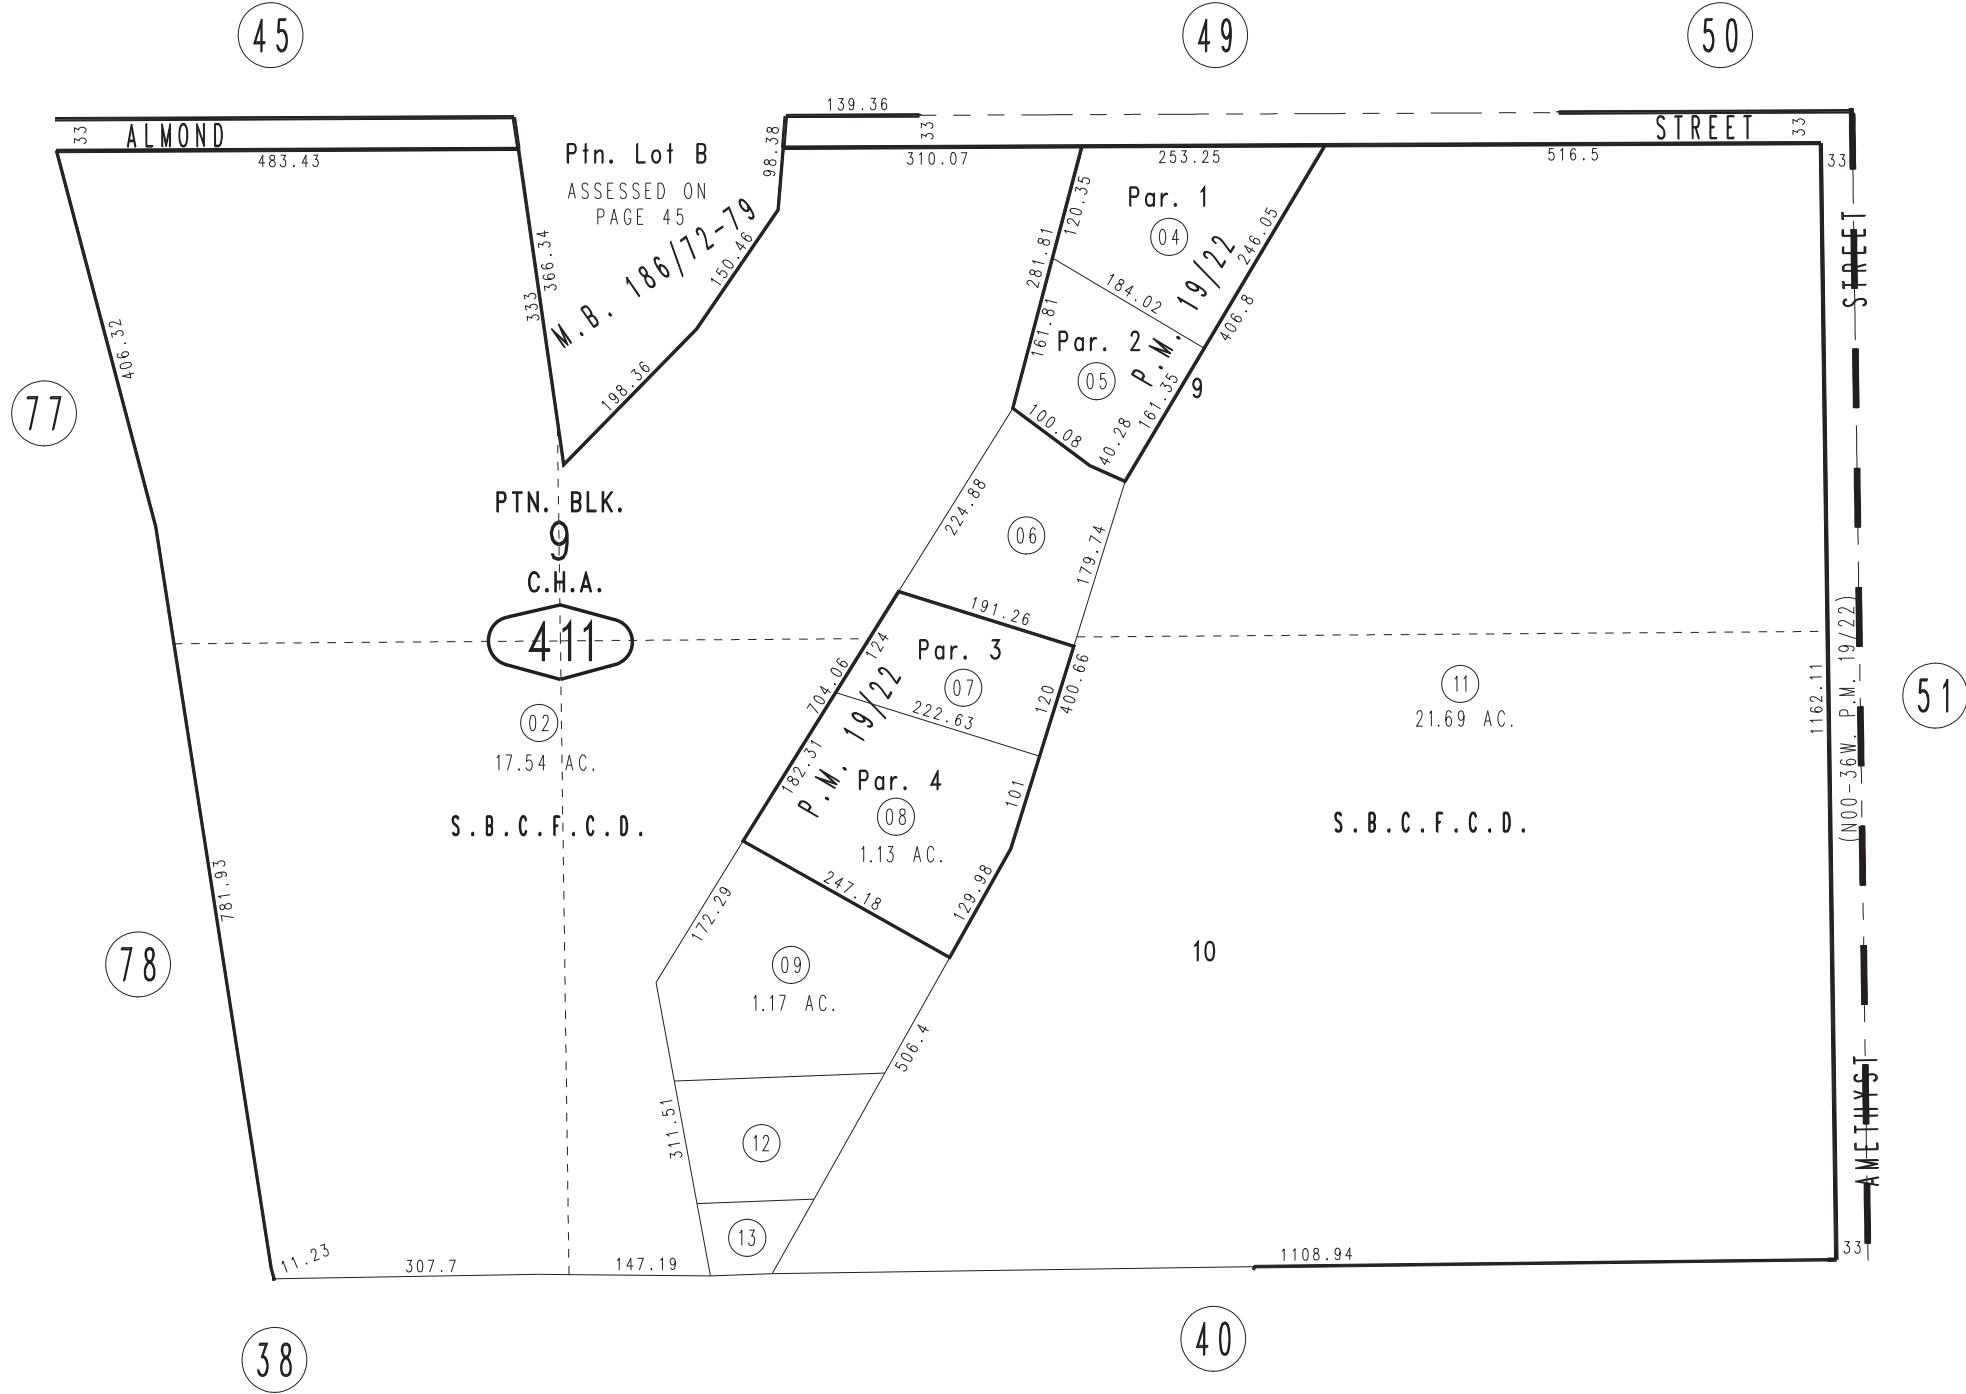 45
49
50
139.36
33
ALMOND
98.38
33
STREET
33
483.43
Ptn. Lot B
310.07
253.25
516.5
33
ASSESSED ON
PAGE 45
Par. 1
04
120.35
246.05
STREET
M.B. 186/72-79
150.46
366.34
333
281.81
184.02
P.M. 19/22
406.8
161.81
Par. 2
05
161.35
9
406.32
198.36
77
100.08
40.28
PTN. BLK.
9
C.H.A.
224.88
06
179.74
191.26
411
124
Par. 3
07
120
400.66
704.06
P.M. 19/22
222.63
02
17.54 AC.
11
21.69 AC.
1162.11
(N00-36W. P.M. 19/22)
51
182.31
Par. 4
08
1.13 AC.
101
S.B.C.F.C.D.
S.B.C.F.C.D.
781.93
172.29
247.18
129.98
78
09
1.17 AC.
10
506.4
311.51
12
AMETHYST
13
11.23
307.7
147.19
1108.94
33
38
40